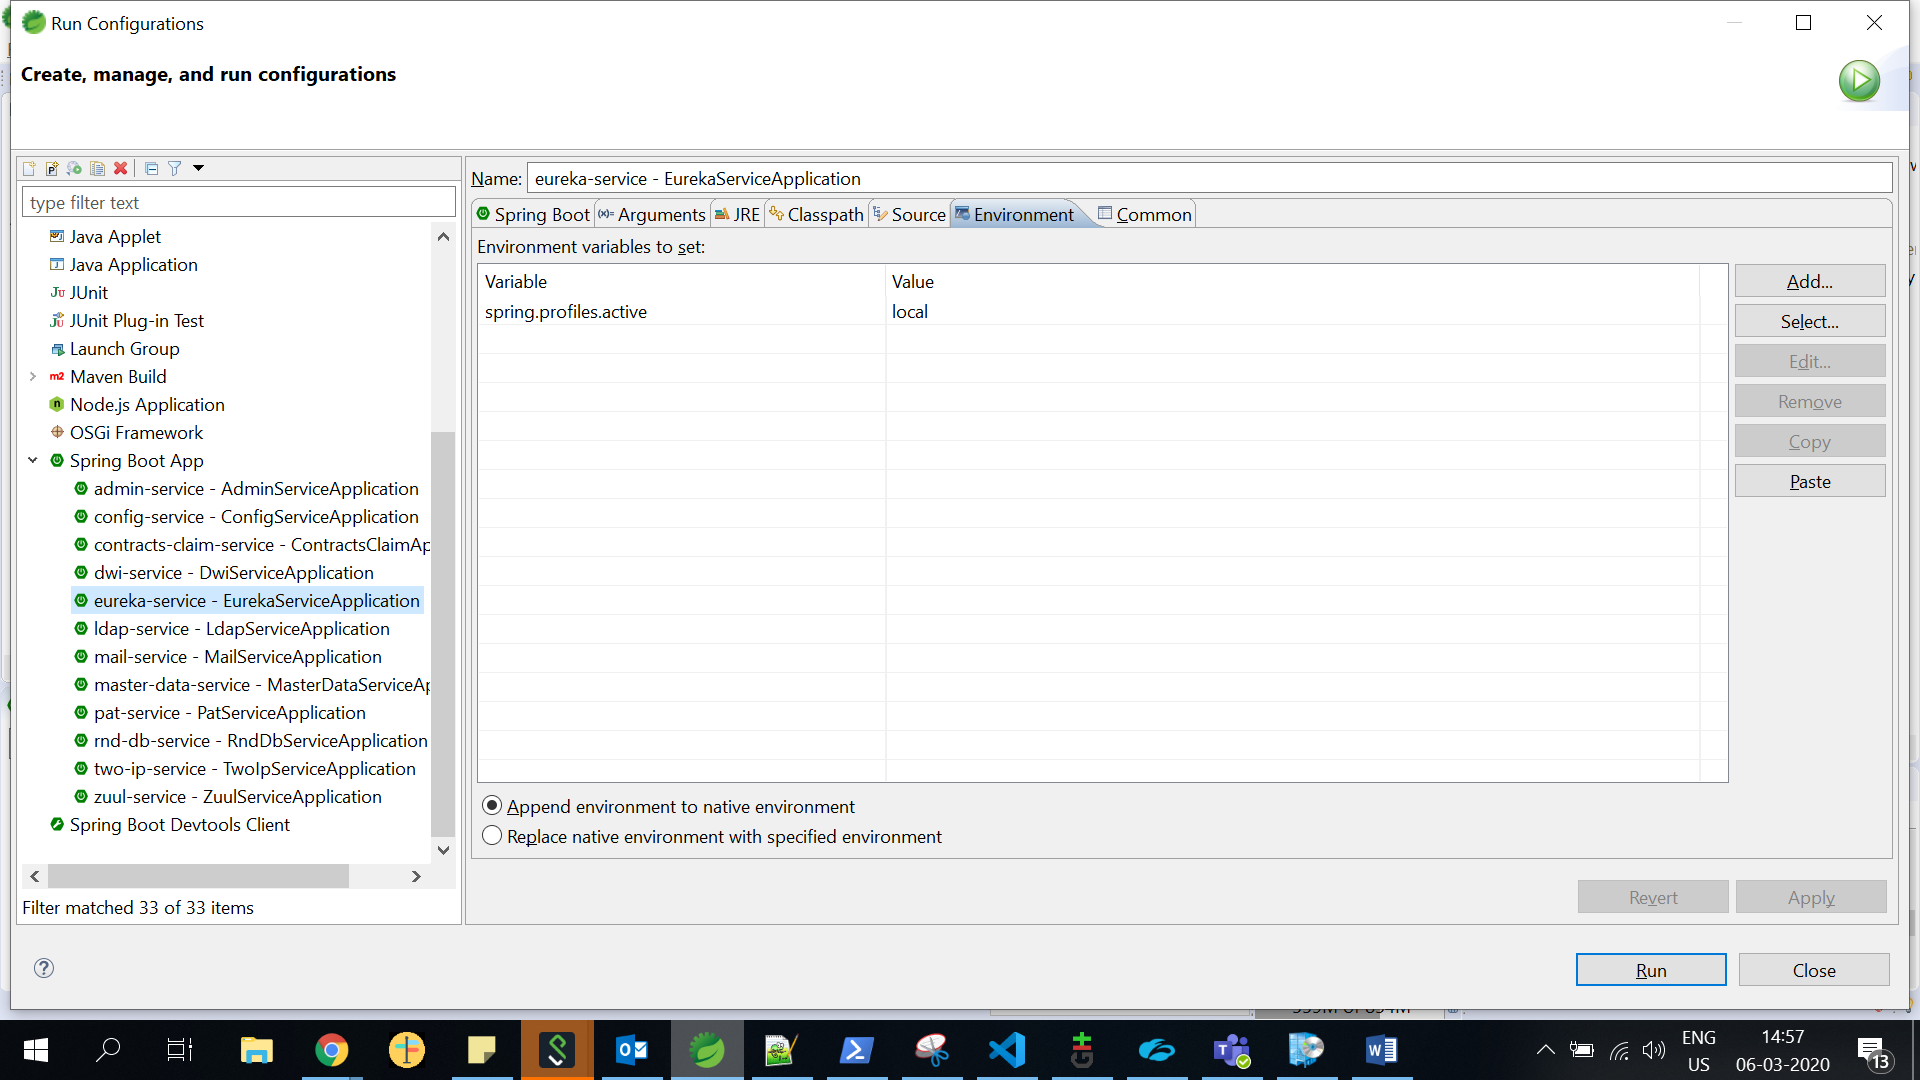 Run Configurations
Create, manage, and run configurations
type filter text
Java Applet
Java Application
JUnit
JUnit Plug-in Test
Launch Group
Maven Build
Node.js Application
OSGi Framework
Spring Boot App
admin-service - AdminServiceApplication
config-service - ConfigServiceApplication
contracts-claim-service - ContractsClaimAp
dwi-service - DwiServiceApplication
eureka-service - EurekaServiceApplication
ldap-service - LdapServiceApplication
mail-service - MailServiceApplication
master-data-service - MasterDataServiceAp
pat-service - PatServiceApplication
rnd-db-service - RndDbServiceApplication
two-ip-service - TwoIpServiceApplication
zuul-service - ZuulServiceApplication
Spring Boot Devtools Client
Filter matched 33 of 33 items
Name: eureka-service - EurekaServiceApplication
Spring Boot Arguments JRE Classpath Source Environment Common
Environment variables to set:
Variable Value
spring.profiles.active local
Add...
Select...
Edit...
Remove
Copy
Paste
Append environment to native environment
Replace native environment with specified environment
Revert Apply
Run Close
ENG
US
14:57
06-03-2020
13